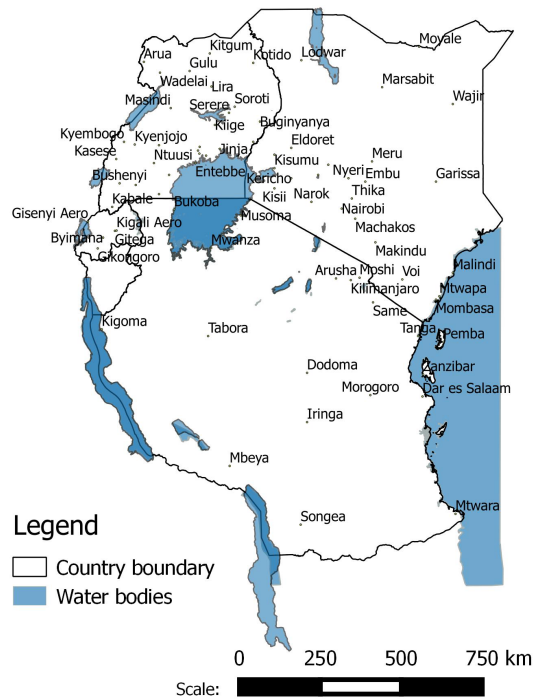 Moyale
Kitgum
Arua
Kotido
Lodwar
Gulu
Marsabit
Wadelai
Lira
Wajir
Masindi
Soroti
Serere
Kiige
Buginyanya
Kyembogo
Kyenjojo
Eldoret
Kasese
Ntuusi
Jinja
Kisumu
Meru
Bushenyi
Entebbe
Kericho
Nyeri
Embu
Garissa
Kabale
Bukoba
Kisii
Narok
Thika
Gisenyi Aero
Kigali Aero
Musoma
Nairobi
Byimana
Gitega
Mwanza
Machakos
Gikongoro
Makindu
Malindi
Arusha
Moshi
Voi
Kilimanjaro
Mtwapa
Kigoma
Same
Mombasa
Tabora
Tanga
Pemba
Dodoma
Zanzibar
Morogoro
Dar es Salaam
Iringa
Mbeya
Songea
Mtwara
Legend
Country boundary
Water bodies
0 250 500 750 km
Scale: